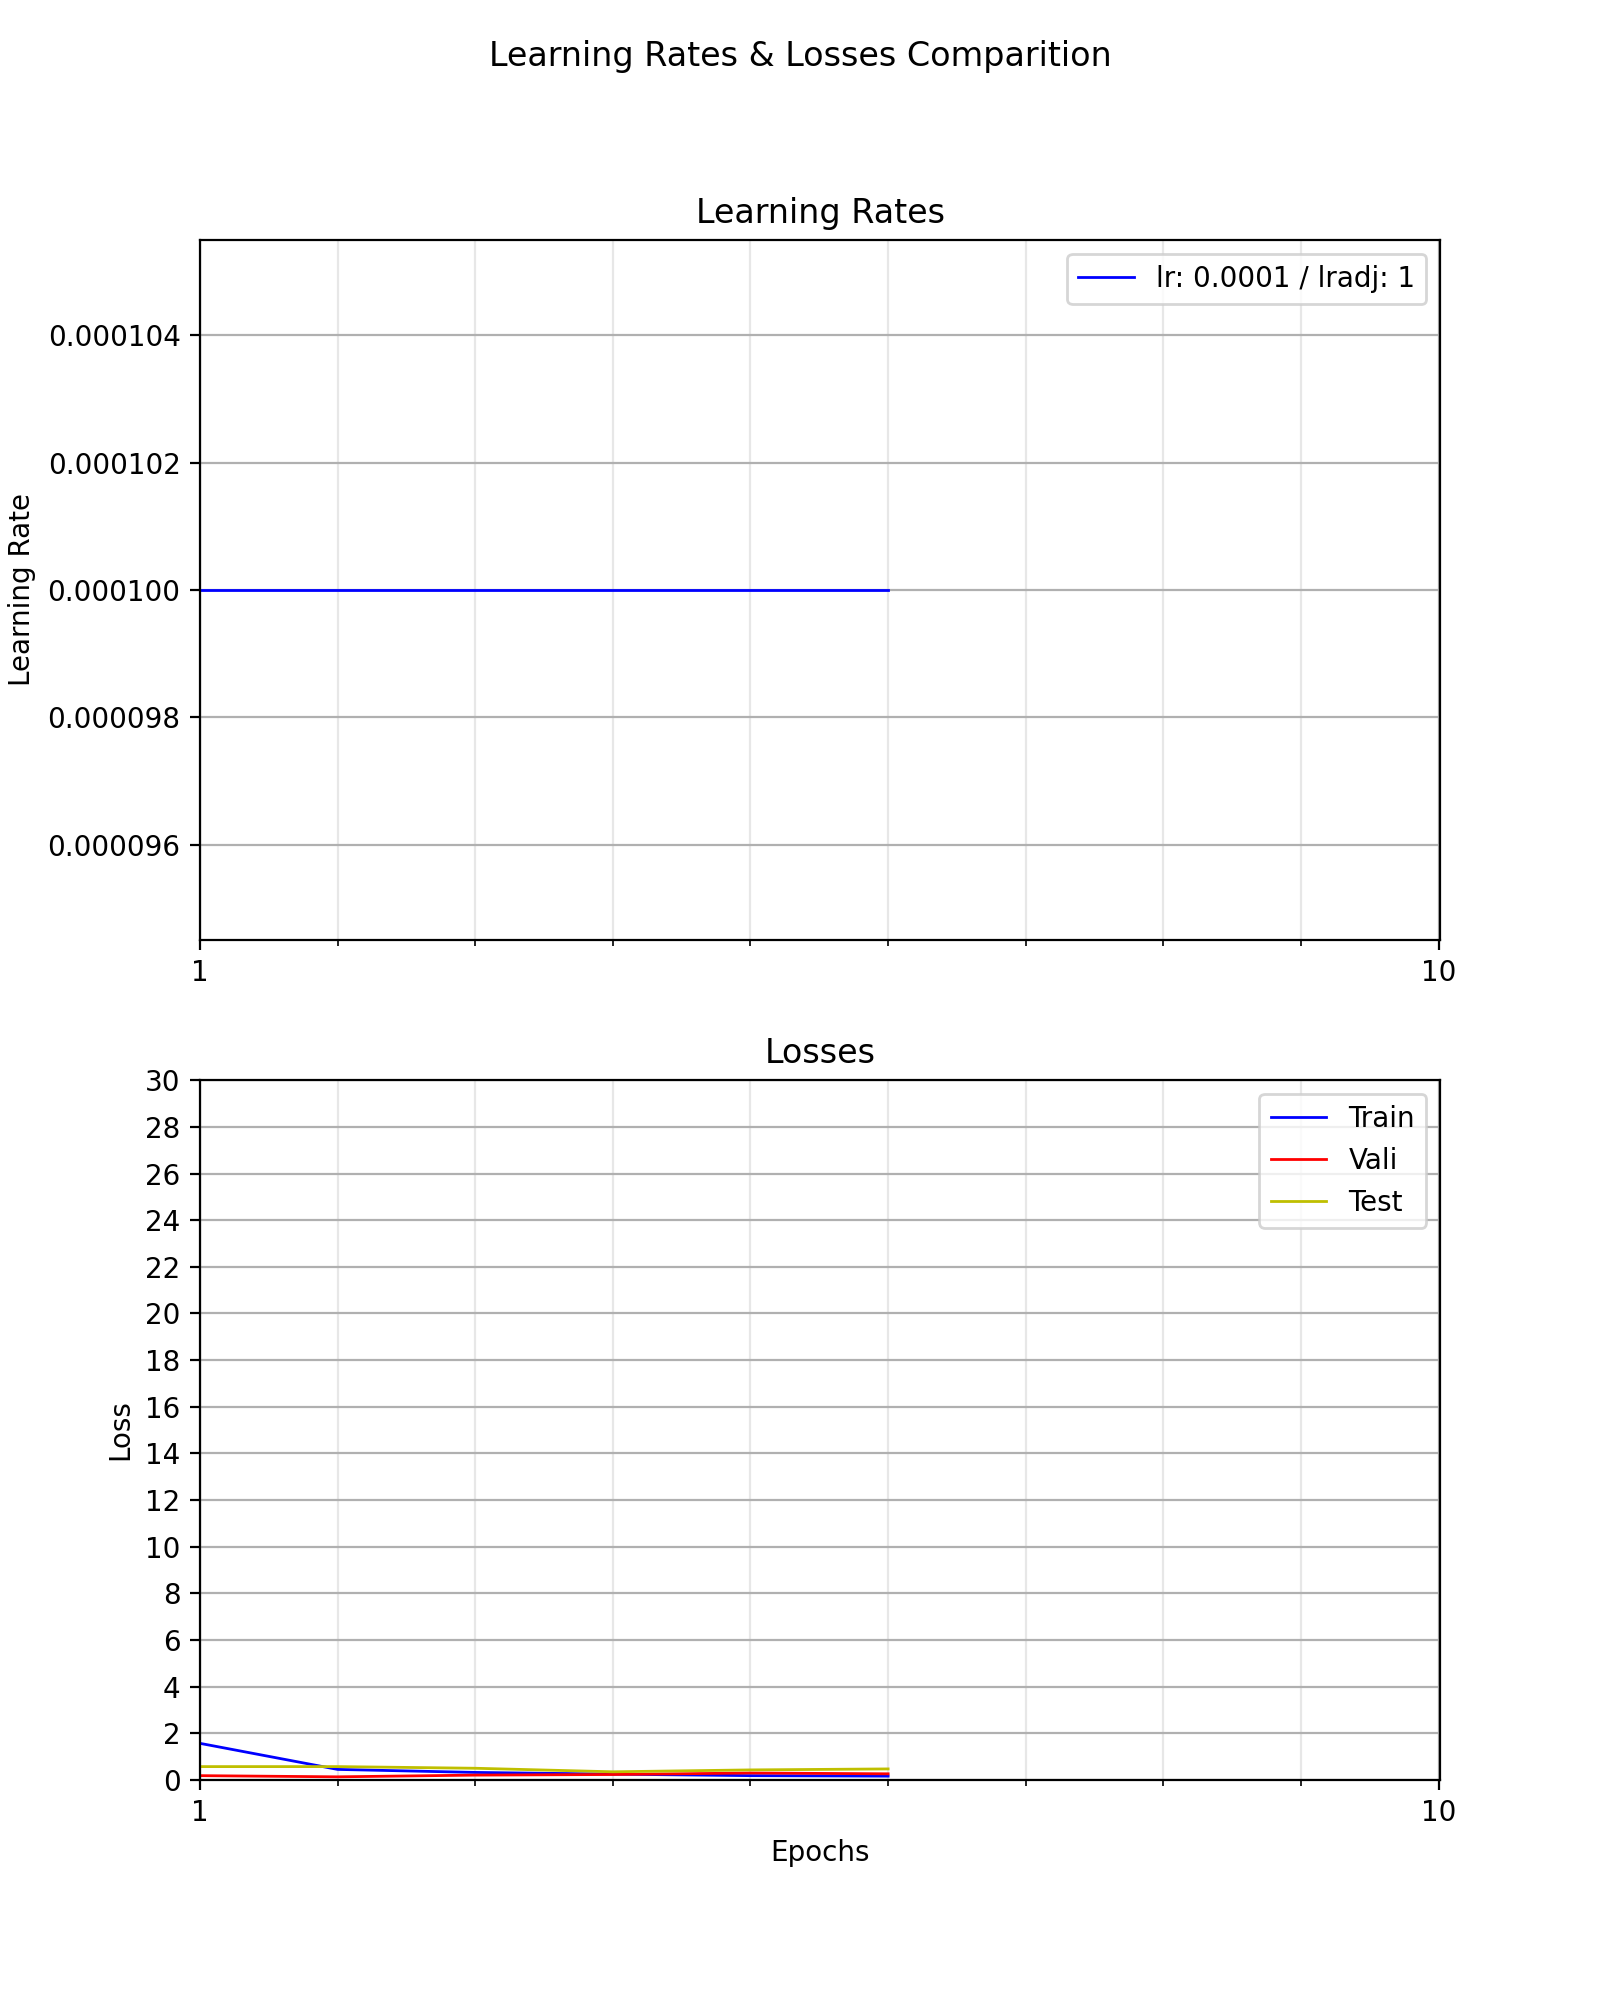 Learning Rates & Losses Comparition
Learning Rates
lr: 0.0001 / lradj: 1
0.000104
0.000102
0.000100
0.000098
0.000096
Learning Rate
1
10
Losses
Train
Vali
Test
30
28
26
24
22
20
18
16
14
12
10
8
6
4
2
0
Loss
1
10
Epochs